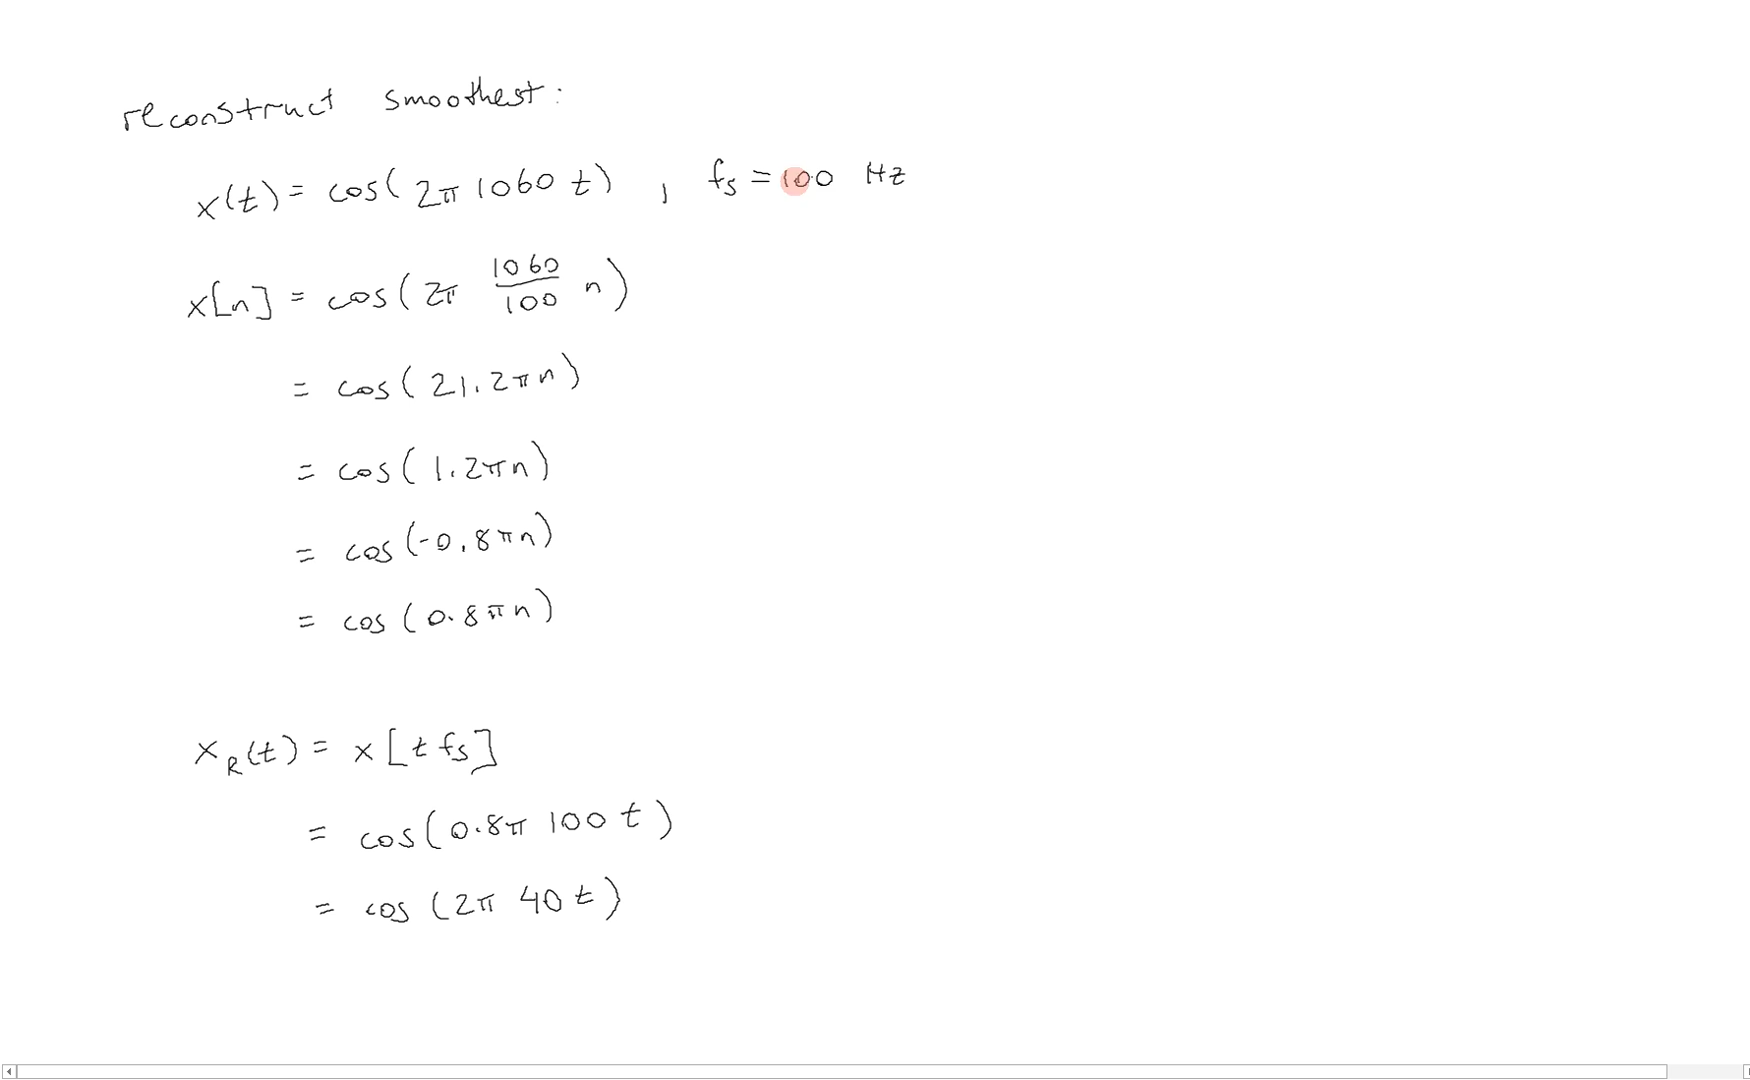 reconstruct smoothest:
x(t) = cos(2π 1060 t) , fs = 100 Hz
x[n] = cos(2π 1060/100 n)
= cos(21.2πn)
= cos(1.2πn)
= cos(-0.8πn)
= cos(0.8πn)
xR(t) = x[t fs]
= cos(0.8π 100 t)
= cos(2π 40 t)